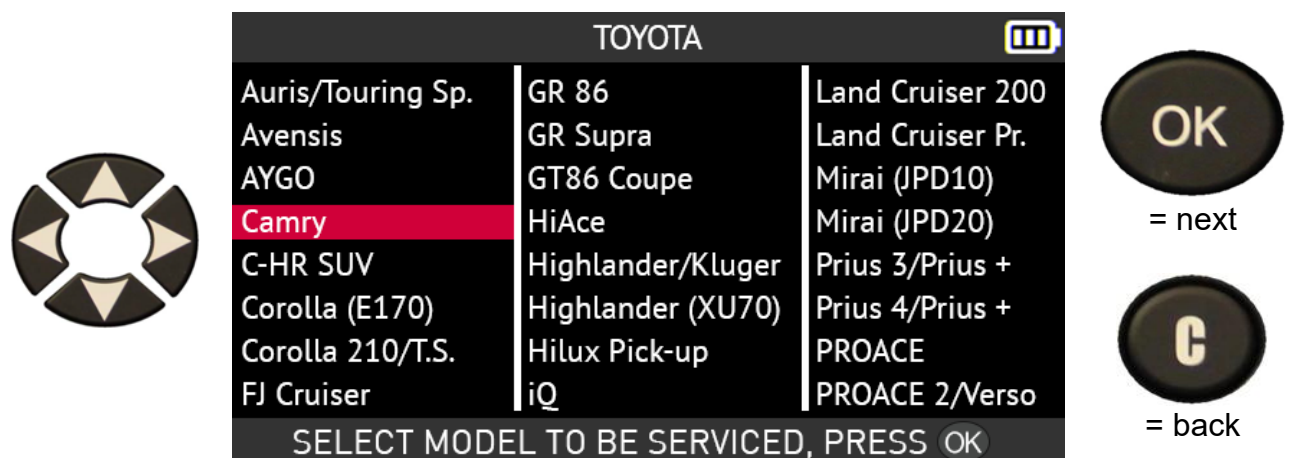 TOYOTA
Auris/Touring Sp.
Avensis
AYGO
Camry
C-HR SUV
Corolla (E170)
Corolla 210/T.S.
FJ Cruiser
GR 86
GR Supra
GT86 Coupe
HiAce
Highlander/Kluger
Highlander (XU70)
Hilux Pick-up
iQ
Land Cruiser 200
Land Cruiser Pr.
Mirai (JPD10)
Mirai (JPD20)
Prius 3/Prius +
Prius 4/Prius +
PROACE
PROACE 2/Verso
SELECT MODEL TO BE SERVICED, PRESS OK
OK
= next
C
= back